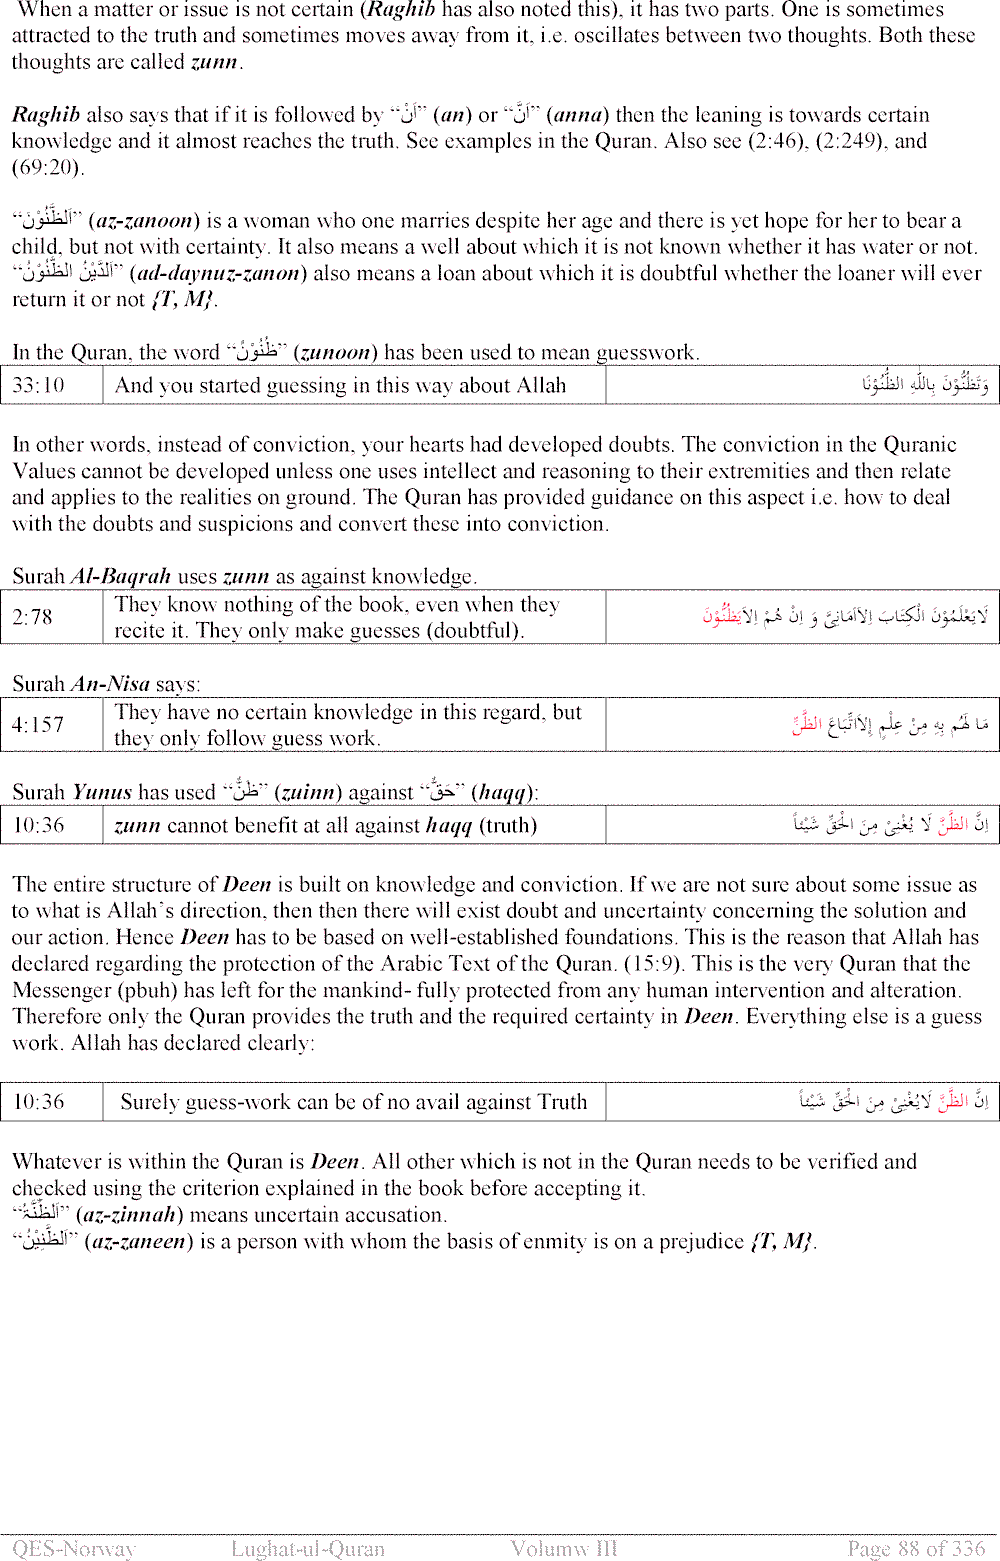 When a matter or issue is not certain (Raghib has also noted this), it has two parts. One is sometimes
attracted to the truth and sometimes moves away from it, i.e. oscillates between two thoughts. Both these
thoughts are called zunn.
Raghib also says that if it is followed by “اَنْ” (an) or “اَنَّ” (anna) then the leaning is towards certain
knowledge and it almost reaches the truth. See examples in the Quran. Also see (2:46), (2:249), and
(69:20).
“اَلظَّنُوْنَ” (az-zanoon) is a woman who one marries despite her age and there is yet hope for her to bear a
child, but not with certainty. It also means a well about which it is not known whether it has water or not.
“اَلدَّيْنُ الظَّنُوْنُ” (ad-daynuz-zanon) also means a loan about which it is doubtful whether the loaner will ever
return it or not {T, M}.
In the Quran, the word “ظُنُوْنٌ” (zunoon) has been used to mean guesswork.
33:10 And you started guessing in this way about Allah وَتَظُنُّوْنَ بِاللّٰهِ الظُّنُوْنَا
In other words, instead of conviction, your hearts had developed doubts. The conviction in the Quranic
Values cannot be developed unless one uses intellect and reasoning to their extremities and then relate
and applies to the realities on ground. The Quran has provided guidance on this aspect i.e. how to deal
with the doubts and suspicions and convert these into conviction.
Surah Al-Baqrah uses zunn as against knowledge.
2:78 They know nothing of the book, even when they
recite it. They only make guesses (doubtful). لَايَعْلَمُوْنَ الْكِتَابَ اِلاَّاَمَانِىَّ وَ اِنْ هُمْ اِلاَّيَظُنُّوْنَ
Surah An-Nisa says:
4:157 They have no certain knowledge in this regard, but
they only follow guess work. مَا لَهُم بِهِ مِنْ عِلْمٍ اِلاَّاتِّبَاعَ الظَّنِّ
Surah Yunus has used “ظَنٌّ” (zuinn) against “حَقٌّ” (haqq):
10:36 zunn cannot benefit at all against haqq (truth) اِنَّ الظَّنَّ لَا يُغْنِىْ مِنَ الْحَقِّ شَيْئاً
The entire structure of Deen is built on knowledge and conviction. If we are not sure about some issue as
to what is Allah’s direction, then then there will exist doubt and uncertainty concerning the solution and
our action. Hence Deen has to be based on well-established foundations. This is the reason that Allah has
declared regarding the protection of the Arabic Text of the Quran. (15:9). This is the very Quran that the
Messenger (pbuh) has left for the mankind- fully protected from any human intervention and alteration.
Therefore only the Quran provides the truth and the required certainty in Deen. Everything else is a guess
work. Allah has declared clearly:
10:36 Surely guess-work can be of no avail against Truth اِنَّ الظَّنَّ لَايُغْنِىْ مِنَ الْحَقِّ شَيْئاً
Whatever is within the Quran is Deen. All other which is not in the Quran needs to be verified and
checked using the criterion explained in the book before accepting it.
“اَلظِّنَّۃُ” (az-zinnah) means uncertain accusation.
“اَلظَّنِيْنُ” (az-zaneen) is a person with whom the basis of enmity is on a prejudice {T, M}.
QES-Norway Lughat-ul-Quran Volumw III Page 88 of 336